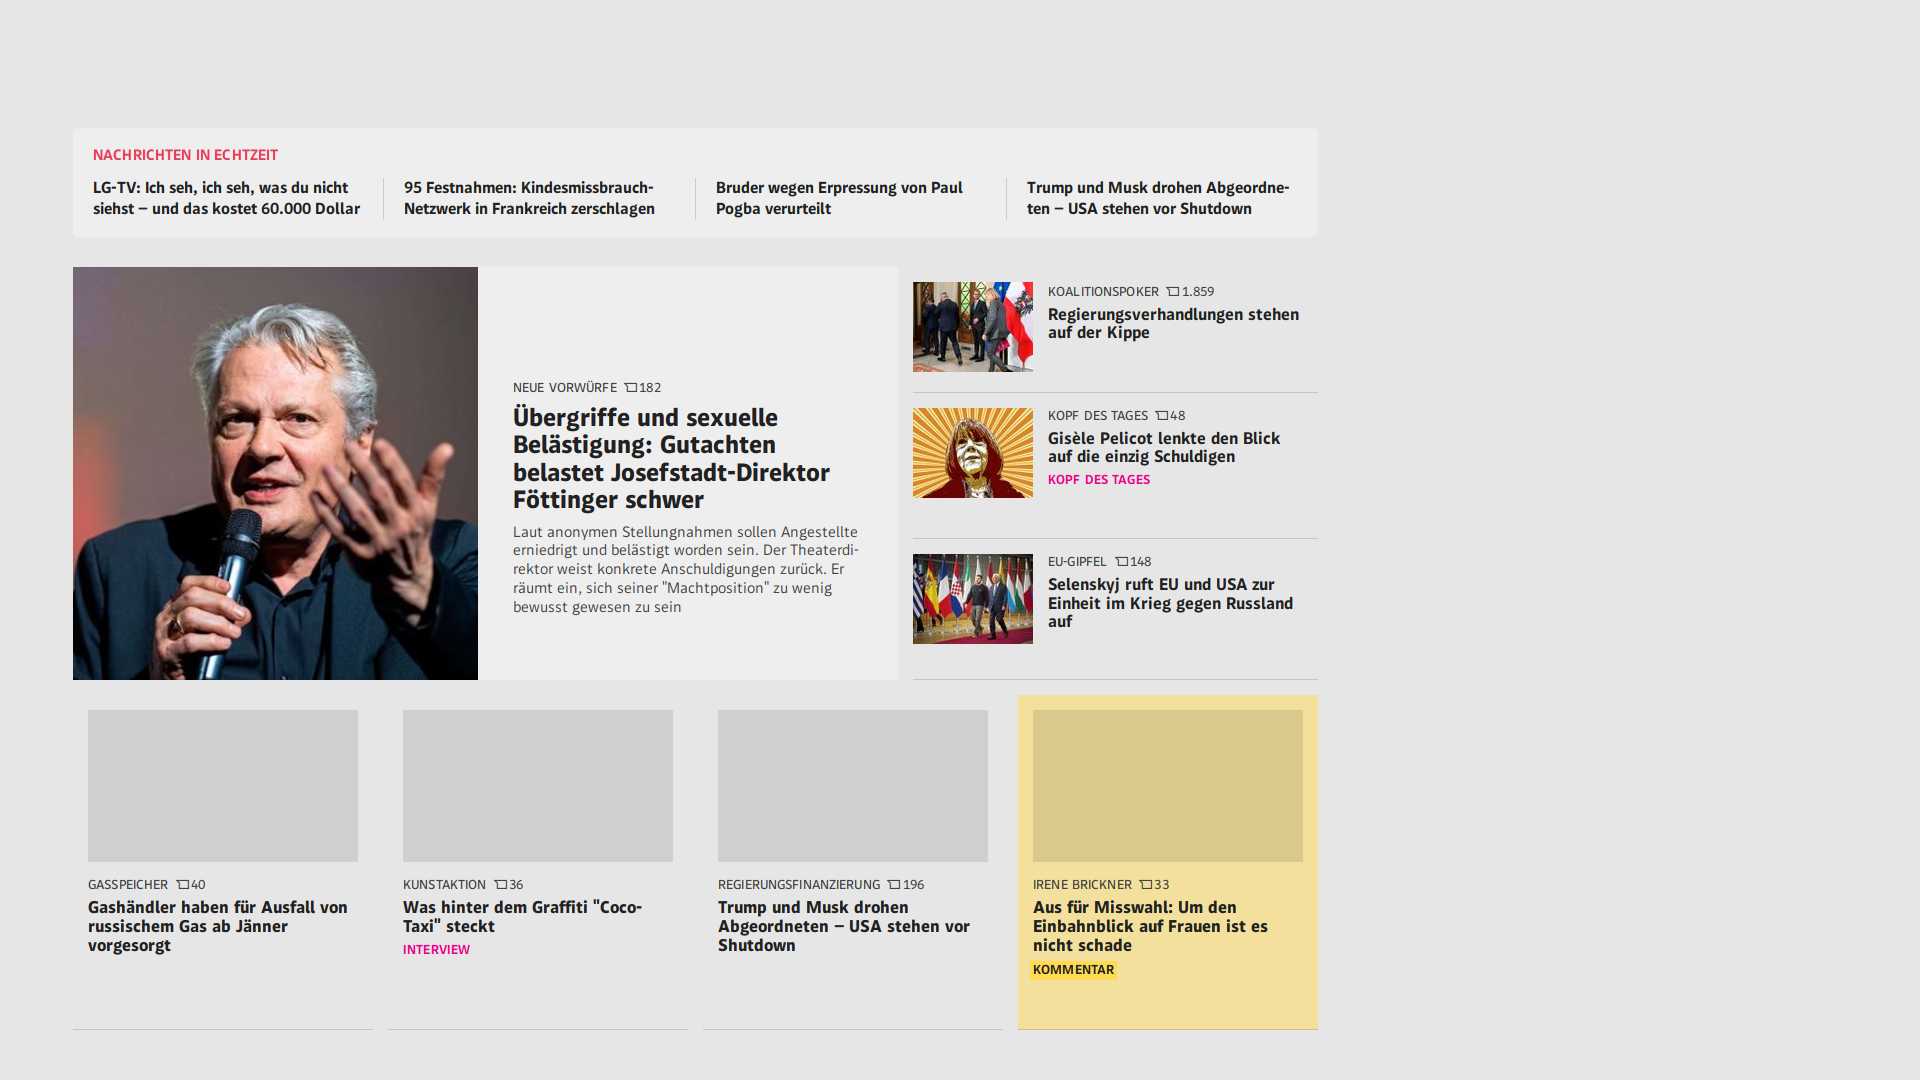 NACHRICHTEN IN ECHTZEIT
LG-TV: Ich seh, ich seh, was du nicht
siehst – und das kostet 60.000 Dollar
95 Festnahmen: Kindesmissbrauch-
Netzwerk in Frankreich zerschlagen
Bruder wegen Erpressung von Paul
Pogba verurteilt
Trump und Musk drohen Abgeordne-
ten – USA stehen vor Shutdown
NEUE VORWÜRFE 182
Übergriffe und sexuelle
Belästigung: Gutachten
belastet Josefstadt-Direktor
Föttinger schwer
Laut anonymen Stellungnahmen sollen Angestellte
erniedrigt und belästigt worden sein. Der Theaterdi-
rektor weist konkrete Anschuldigungen zurück. Er
räumt ein, sich seiner "Machtposition" zu wenig
bewusst gewesen zu sein
KOALITIONSPOKER 1.859
Regierungsverhandlungen stehen
auf der Kippe
KOPF DES TAGES 48
Gisèle Pelicot lenkte den Blick
auf die einzig Schuldigen
KOPF DES TAGES
EU-GIPFEL 148
Selenskyj ruft EU und USA zur
Einheit im Krieg gegen Russland
auf
GASSPEICHER 40
Gashändler haben für Ausfall von
russischem Gas ab Jänner
vorgesorgt
KUNSTAKTION 36
Was hinter dem Graffiti "Coco-
Taxi" steckt
INTERVIEW
REGIERUNGSFINANZIERUNG 196
Trump und Musk drohen
Abgeordneten – USA stehen vor
Shutdown
IRENE BRICKNER 33
Aus für Misswahl: Um den
Einbahnblick auf Frauen ist es
nicht schade
KOMMENTAR